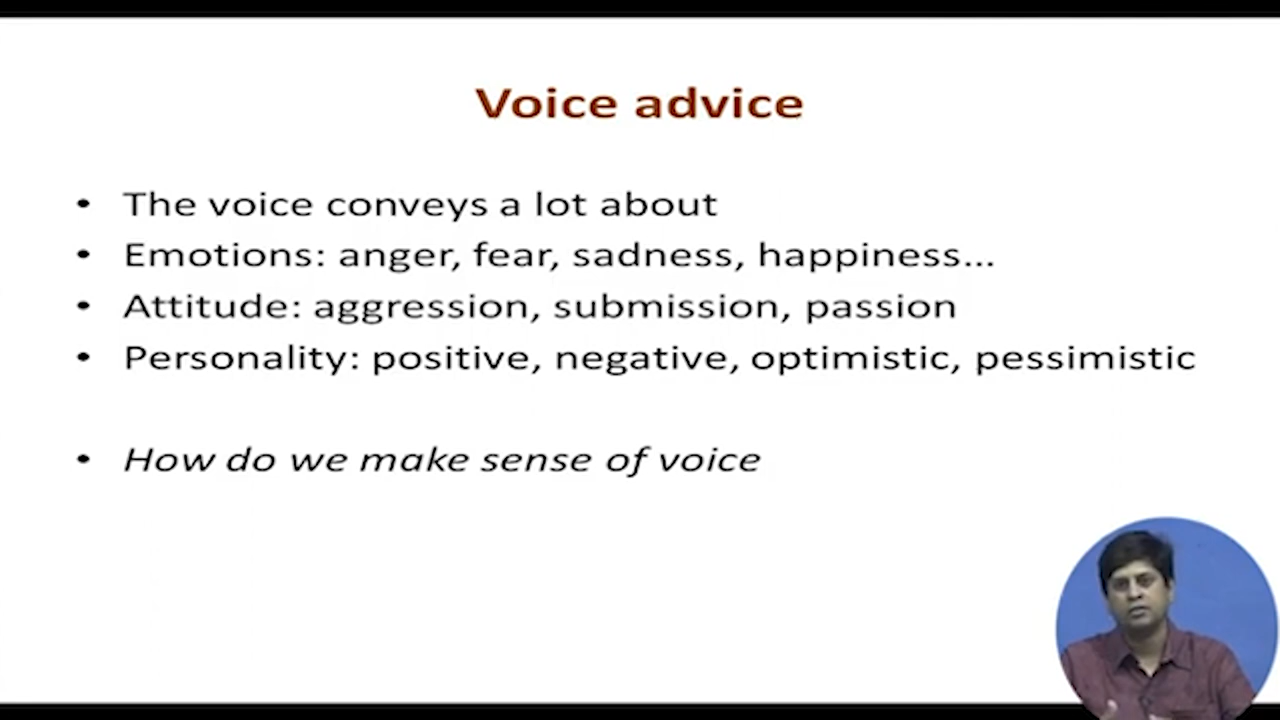 Voice advice
• The voice conveys a lot about
• Emotions: anger, fear, sadness, happiness...
• Attitude: aggression, submission, passion
• Personality: positive, negative, optimistic, pessimistic
• How do we make sense of voice